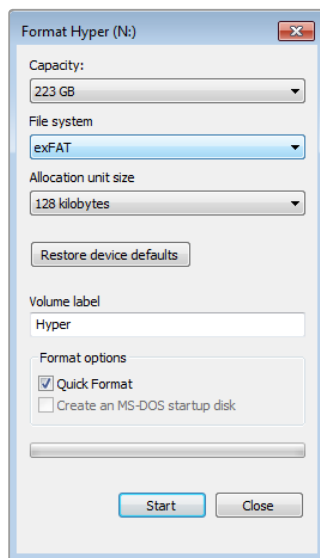 Format Hyper (N:)
Capacity:
223 GB
File system
exFAT
Allocation unit size
128 kilobytes
Restore device defaults
Volume label
Hyper
Format options
Quick Format
Create an MS-DOS startup disk
Start Close